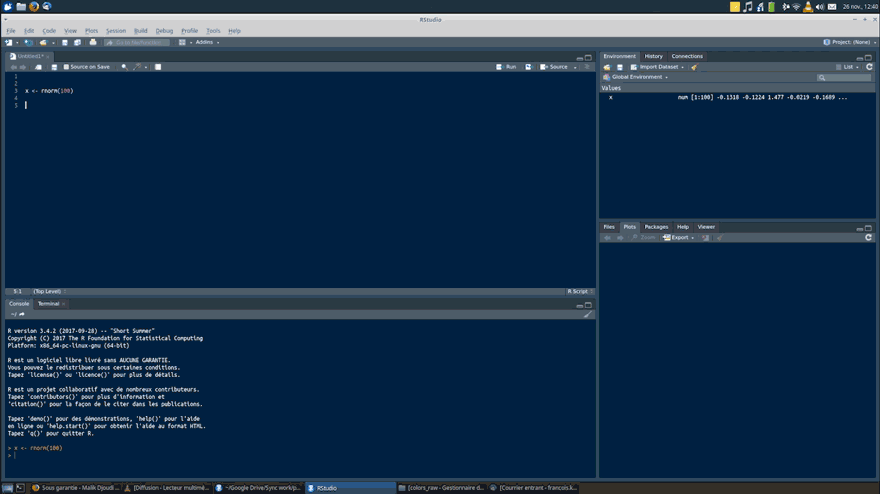 26 nov., 12:40
RStudio
File Edit Code View Plots Session Build Debug Profile Tools Help
Go to file/function Addins Project: (None)
Untitled1*
Source on Save Run Source
1
2
3 x <- rnorm(100)
4
5
5:1 (Top Level) R Script
Console Terminal
~/
R version 3.4.2 (2017-09-28) -- "Short Summer"
Copyright (C) 2017 The R Foundation for Statistical Computing
Platform: x86_64-pc-linux-gnu (64-bit)
R est un logiciel libre livré sans AUCUNE GARANTIE.
Vous pouvez le redistribuer sous certaines conditions.
Tapez 'license()' ou 'licence()' pour plus de détails.
R est un projet collaboratif avec de nombreux contributeurs.
Tapez 'contributors()' pour plus d'information et
'citation()' pour la façon de le citer dans les publications.
Tapez 'demo()' pour des démonstrations, 'help()' pour l'aide
en ligne ou 'help.start()' pour obtenir l'aide au format HTML.
Tapez 'q()' pour quitter R.
> x <- rnorm(100)
>
Environment History Connections
Import Dataset List
Global Environment
Values
x num [1:100] -0.1318 -0.1224 1.477 -0.0219 -0.1689 ...
Files Plots Packages Help Viewer
Zoom Export
Sous garantie - Malik Djoudi ... [Diffusion - Lecteur multimé... ~/Google Drive/Sync work/p... RStudio [colors_raw - Gestionnaire d... [Courrier entrant - francois.k...